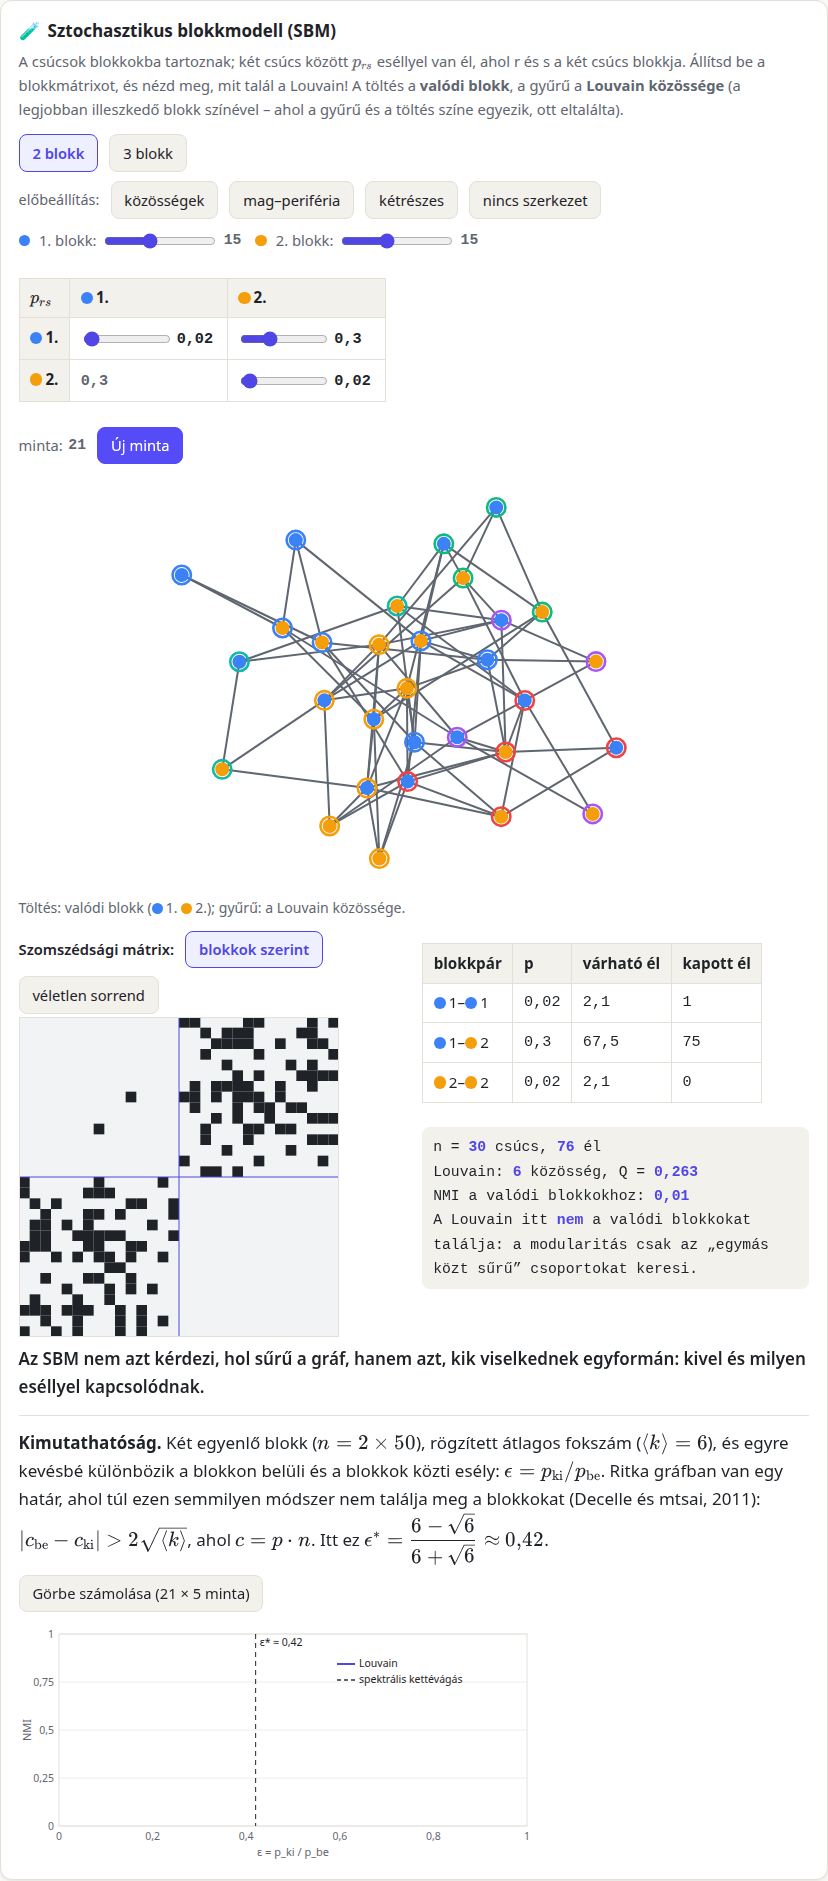 🧪 Sztochasztikus blokkmodell (SBM)
A csúcsok blokkokba tartoznak; két csúcs között p_rs eséllyel van él, ahol r és s a két csúcs blokkja. Állítsd be a
blokkmátrixot, és nézd meg, mit talál a Louvain! A töltés a valódi blokk, a gyűrű a Louvain közössége (a
legjobban illeszkedő blokk színével – ahol a gyűrű és a töltés színe egyezik, ott eltalálta).
2 blokk 3 blokk
előbeállítás: közösségek mag–periféria kétrészes nincs szerkezet
1. blokk: 15 2. blokk: 15
p_rs 1. 2.
1. 0,02 0,3
2. 0,3 0,02
minta: 21 Új minta
Töltés: valódi blokk (1. 2.); gyűrű: a Louvain közössége.
Szomszédsági mátrix: blokkok szerint
véletlen sorrend
blokkpár p várható él kapott él
1–1 0,02 2,1 1
1–2 0,3 67,5 75
2–2 0,02 2,1 0
n = 30 csúcs, 76 él
Louvain: 6 közösség, Q = 0,263
NMI a valódi blokkokhoz: 0,01
A Louvain itt nem a valódi blokkokat
találja: a modularitás csak az „egymás
közt sűrű” csoportokat keresi.
Az SBM nem azt kérdezi, hol sűrű a gráf, hanem azt, kik viselkednek egyformán: kivel és milyen
eséllyel kapcsolódnak.
Kimutathatóság. Két egyenlő blokk (n = 2 × 50), rögzített átlagos fokszám (⟨k⟩ = 6), és egyre
kevésbé különbözik a blokkon belüli és a blokkok közti esély: ϵ = p_ki/p_be. Ritka gráfban van egy
határ, ahol túl ezen semmilyen módszer nem találja meg a blokkokat (Decelle és mtsai, 2011):
|c_be − c_ki| > 2√⟨k⟩, ahol c = p · n. Itt ez ϵ* = (6 − √6)/(6 + √6) ≈ 0,42.
Görbe számolása (21 × 5 minta)
ε* ≈ 0,42
Louvain
spektrális kettévágás
1
0,75
0,5
0,25
0
NMI
0 0,2 0,4 0,6 0,8 1
ε = p_ki / p_be